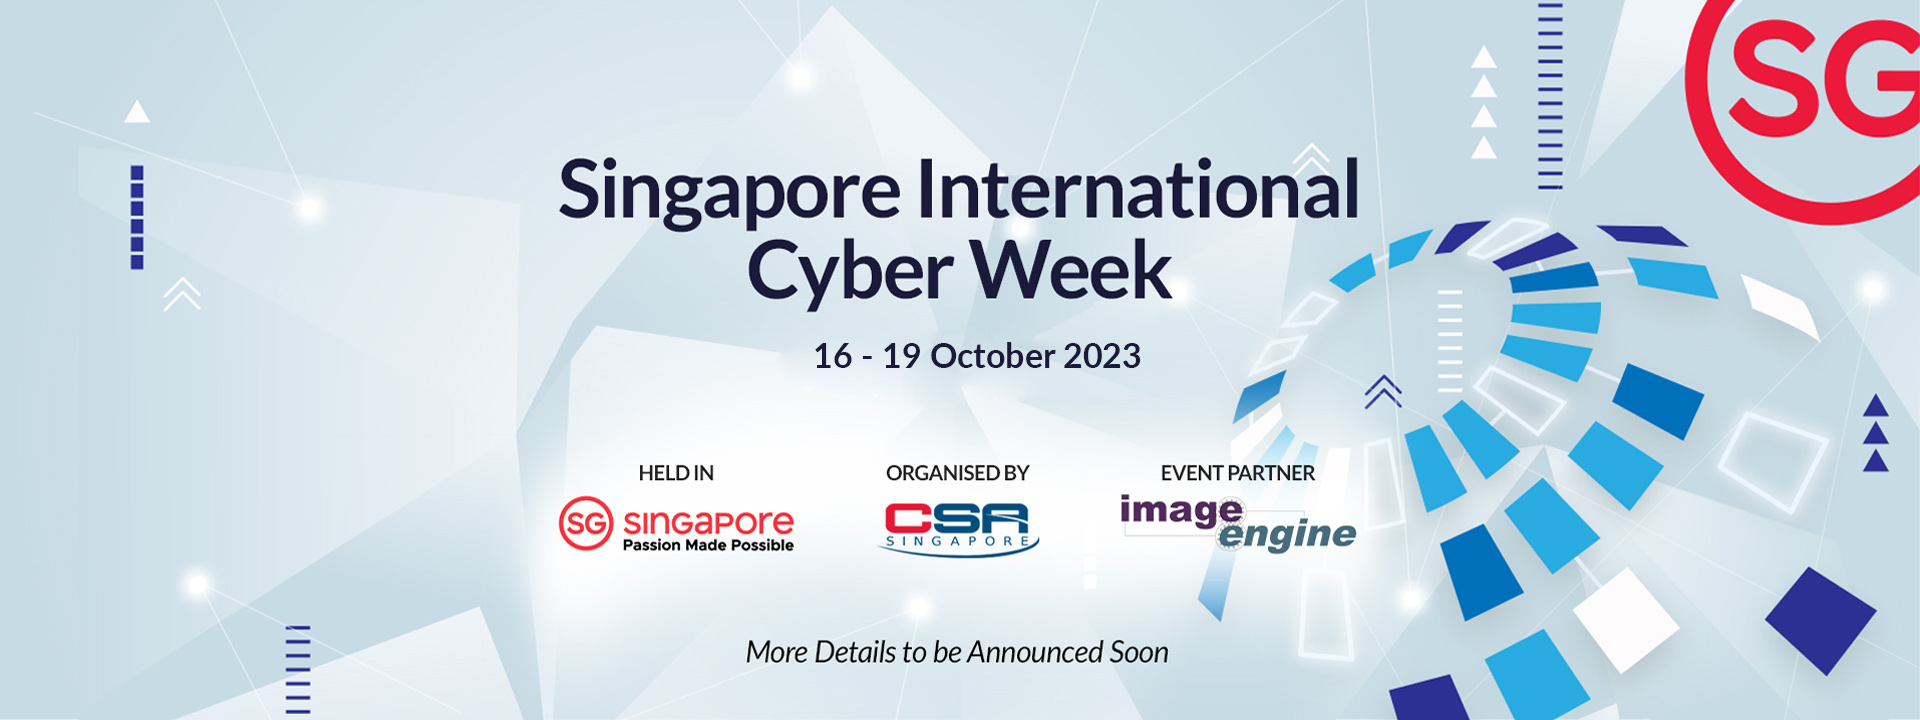 SG
Singapore International
Cyber Week
16 - 19 October 2023
HELD IN
SG SINGAPORE
Passion Made Possible
ORGANISED BY
CSA
SINGAPORE
EVENT PARTNER
image
engine
More Details to be Announced Soon